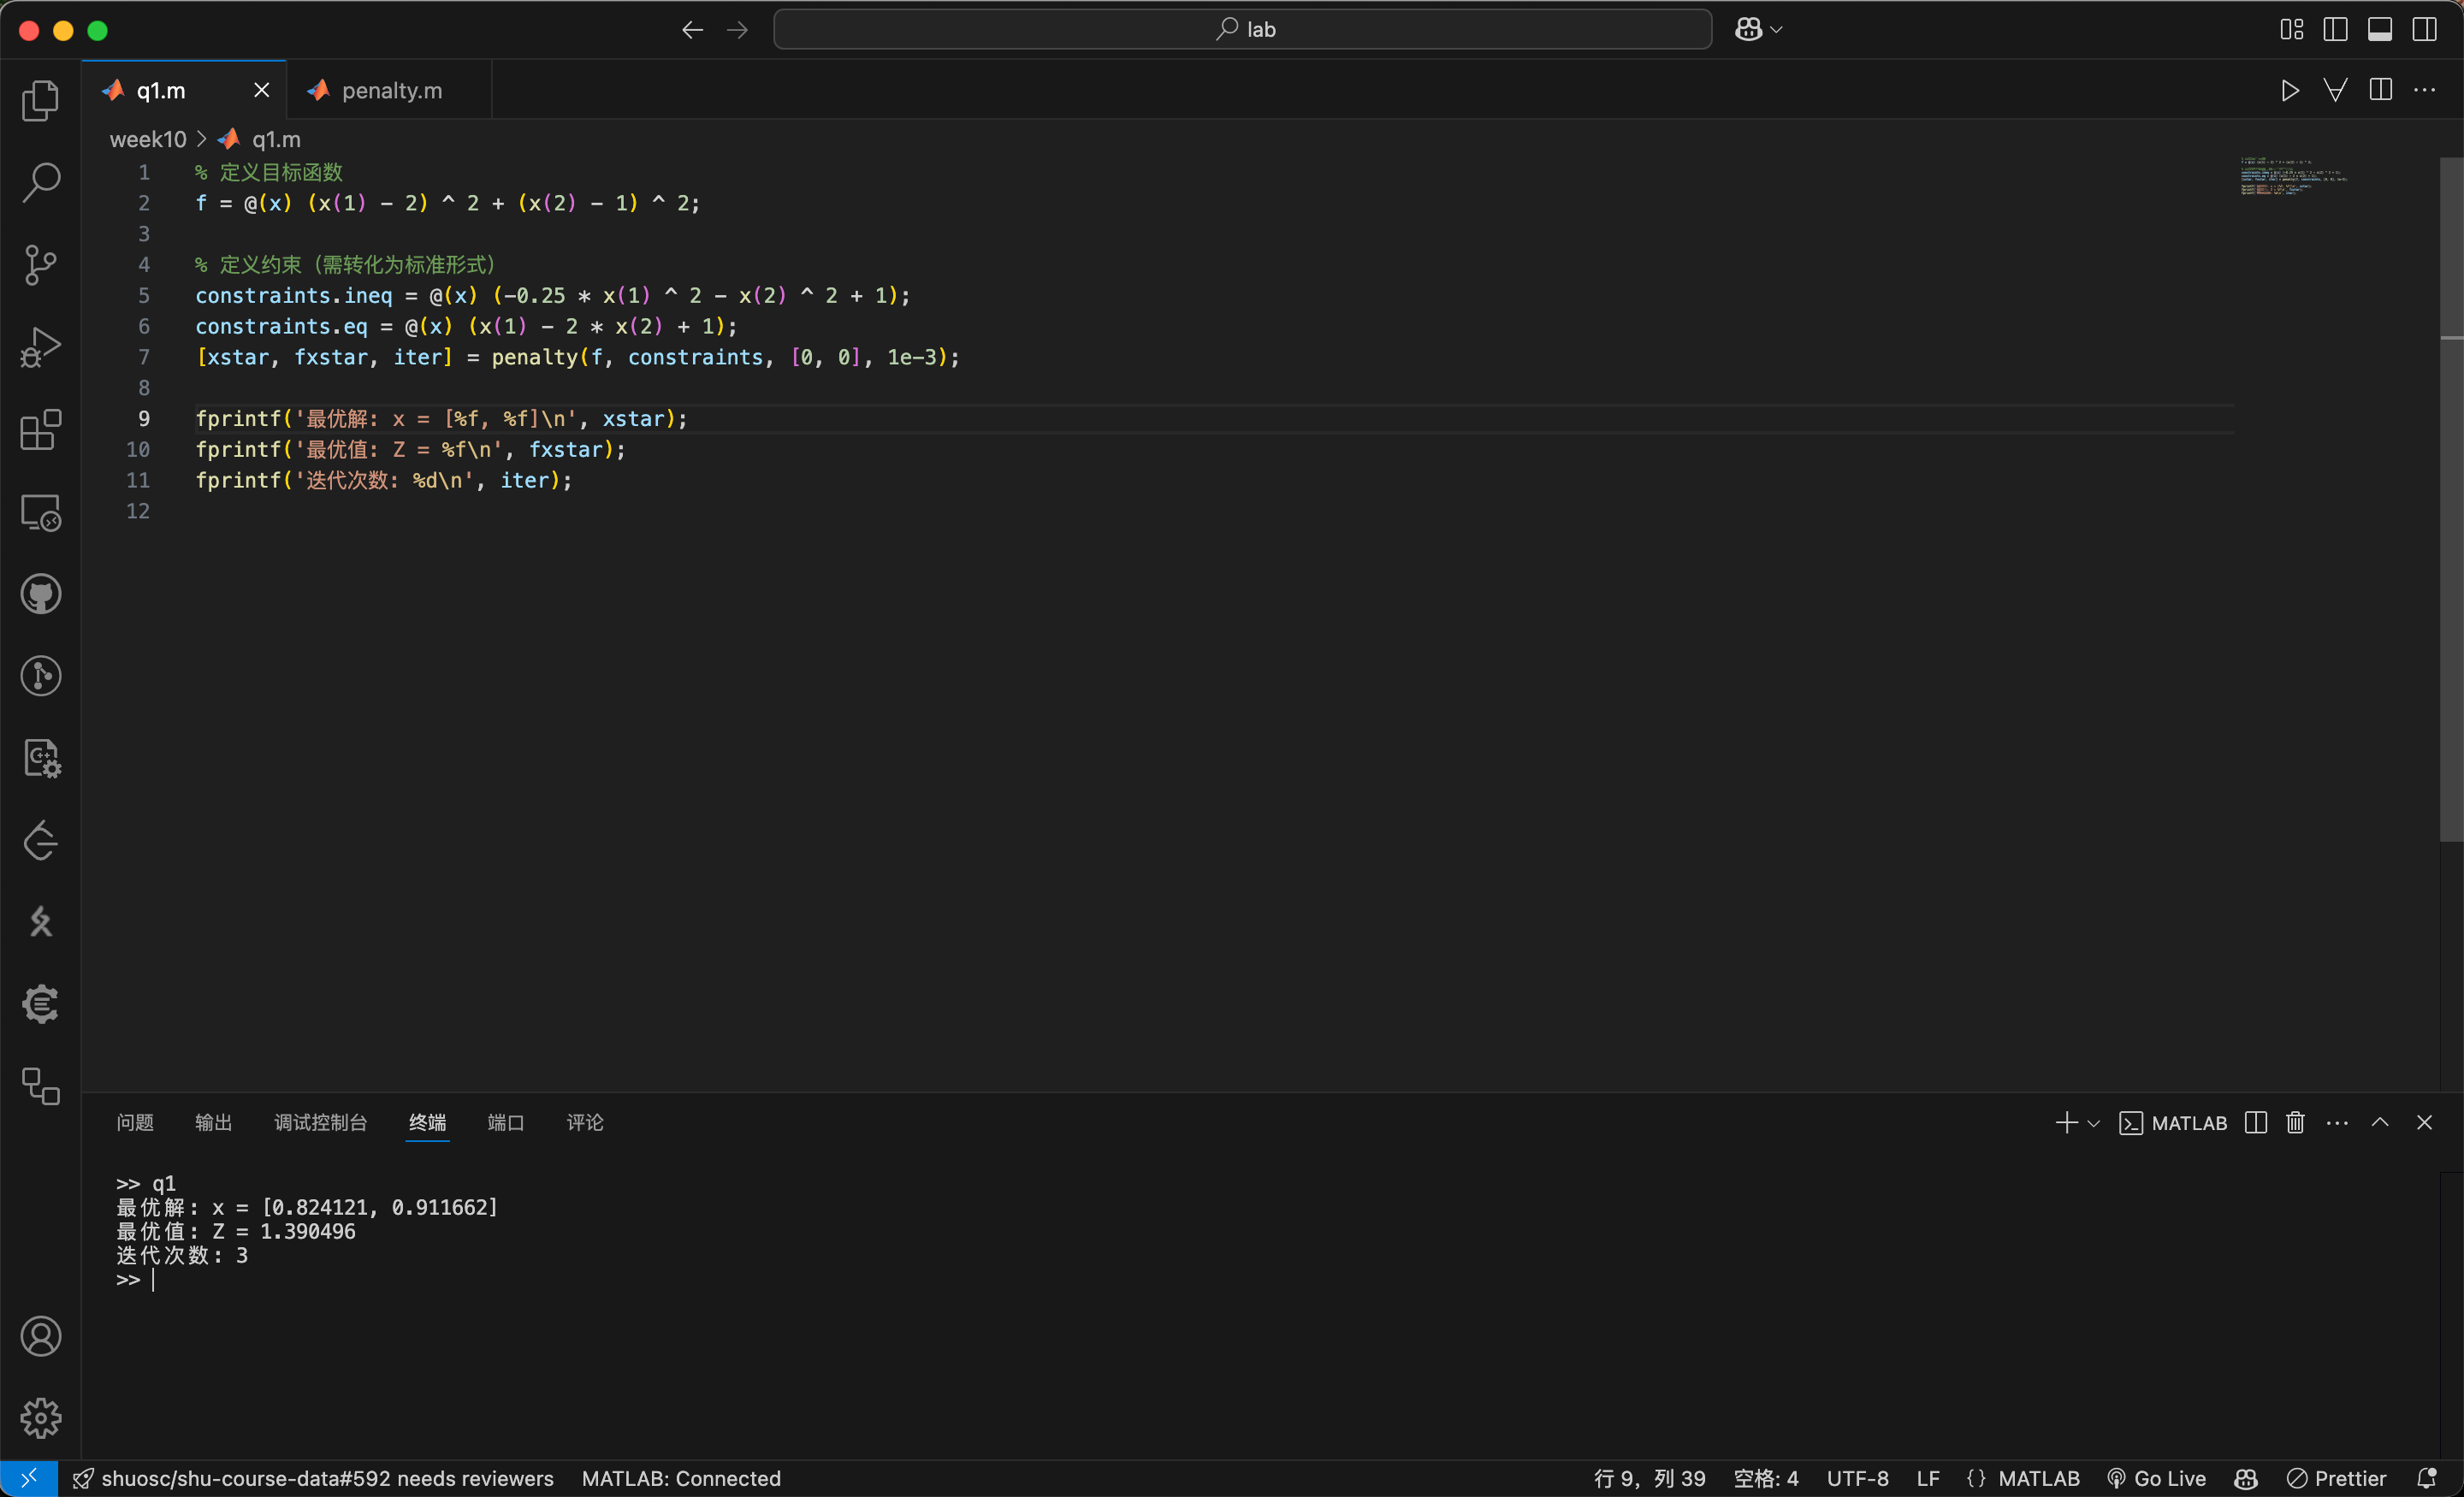 lab
q1.m
penalty.m
week10 > q1.m
1 % 定义目标函数
2 f = @(x) (x(1) - 2) ^ 2 + (x(2) - 1) ^ 2;
3
4 % 定义约束（需转化为标准形式）
5 constraints.ineq = @(x) (-0.25 * x(1) ^ 2 - x(2) ^ 2 + 1);
6 constraints.eq = @(x) (x(1) - 2 * x(2) + 1);
7 [xstar, fxstar, iter] = penalty(f, constraints, [0, 0], 1e-3);
8
9 fprintf('最优解: x = [%f, %f]\n', xstar);
10 fprintf('最优值: Z = %f\n', fxstar);
11 fprintf('迭代次数: %d\n', iter);
12
问题 输出 调试控制台 终端 端口 评论 MATLAB
>> q1
最优解: x = [0.824121, 0.911662]
最优值: Z = 1.390496
迭代次数: 3
>>
shuosc/shu-course-data#592 needs reviewers MATLAB: Connected 行 9，列 39 空格: 4 UTF-8 LF {} MATLAB Go Live Prettier